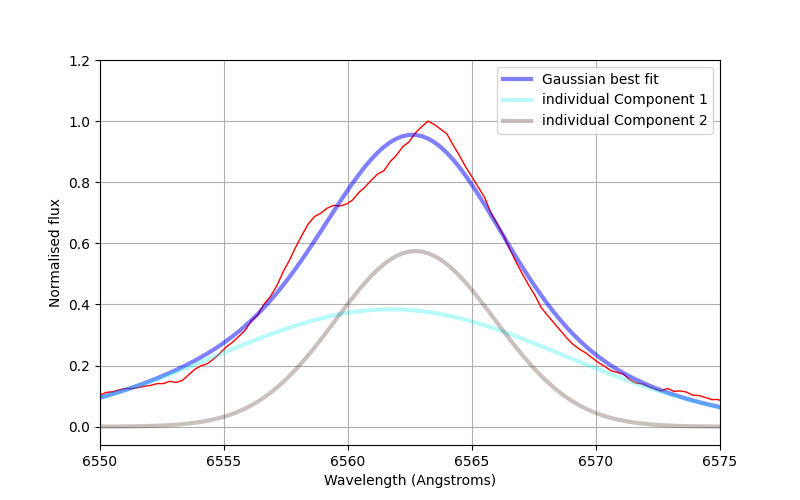 1.2
1.0
0.8
0.6
0.4
0.2
0.0
Normalised flux
Gaussian best fit
individual Component 1
individual Component 2
6550 6555 6560 6565 6570 6575
Wavelength (Angstroms)